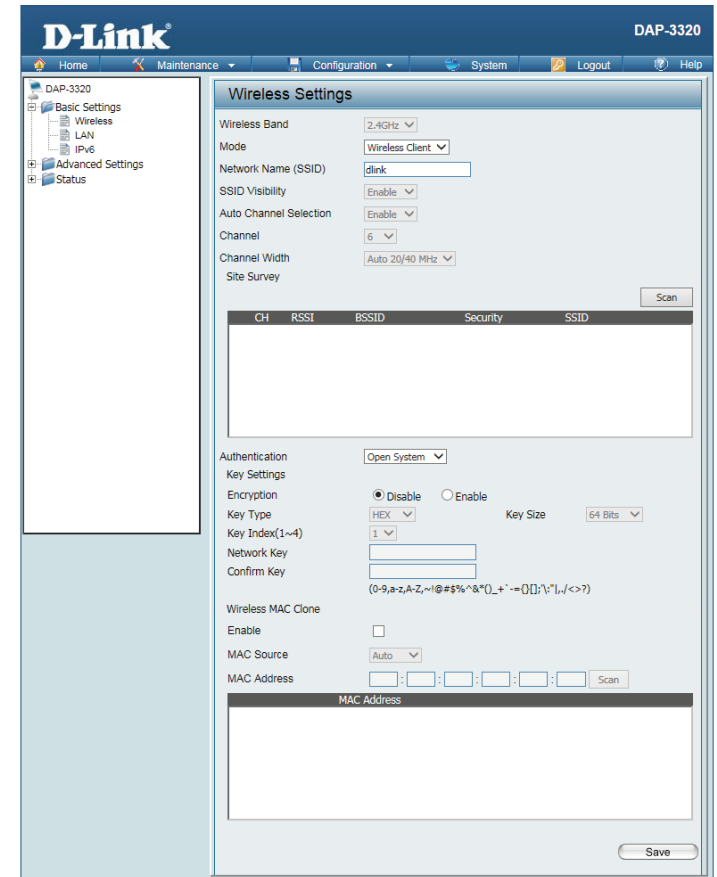 D-Link®
DAP-3320
Home Maintenance Configuration System Logout Help
DAP-3320
Basic Settings
Wireless
LAN
IPv6
Advanced Settings
Status
Wireless Settings
Wireless Band 2.4GHz
Mode Wireless Client
Network Name (SSID) dlink
SSID Visibility Enable
Auto Channel Selection Enable
Channel 6
Channel Width Auto 20/40 MHz
Site Survey
Scan
CH RSSI BSSID Security SSID
Authentication Open System
Key Settings
Encryption Disable Enable
Key Type HEX Key Size 64 Bits
Key Index(1~4) 1
Network Key
Confirm Key
(0-9,a-z,A-Z,~!@#$%^&*()_+`-={}[];'\:"|,./<>?)
Wireless MAC Clone
Enable
MAC Source Auto
MAC Address : : : : : Scan
MAC Address
Save